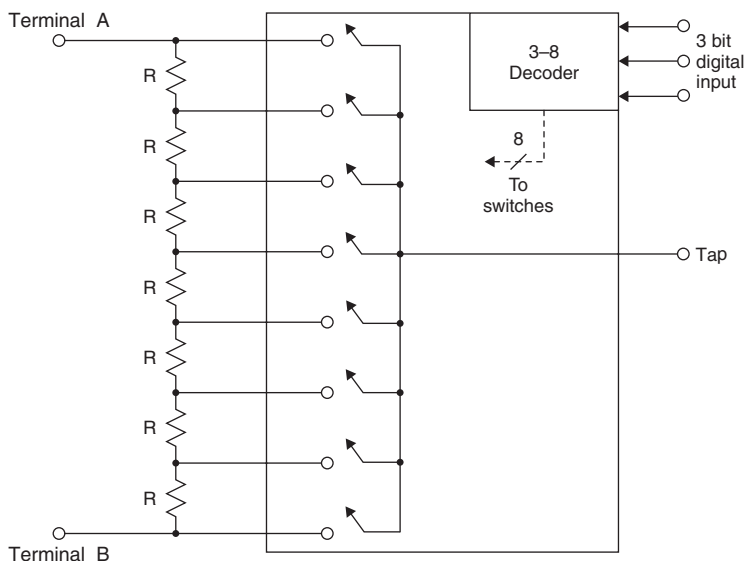 Terminal A
R
R
R
R
R
R
R
Terminal B
3–8
Decoder
8
To
switches
3 bit
digital
input
Tap